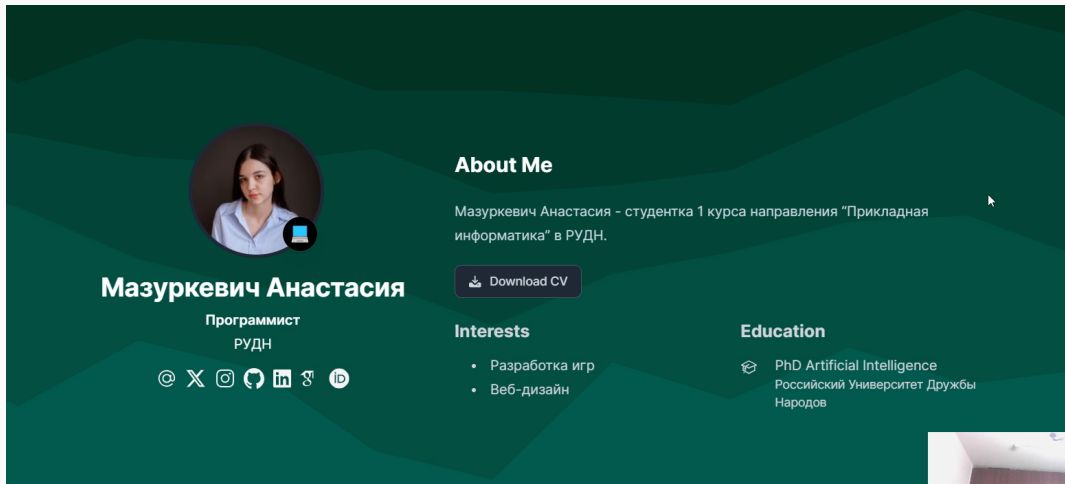 About Me
Мазуркевич Анастасия - студентка 1 курса направления “Прикладная
информатика” в РУДН.
Download CV
Мазуркевич Анастасия
Программист
РУДН
Interests
Разработка игр
Веб-дизайн
Education
PhD Artificial Intelligence
Российский Университет Дружбы
Народов